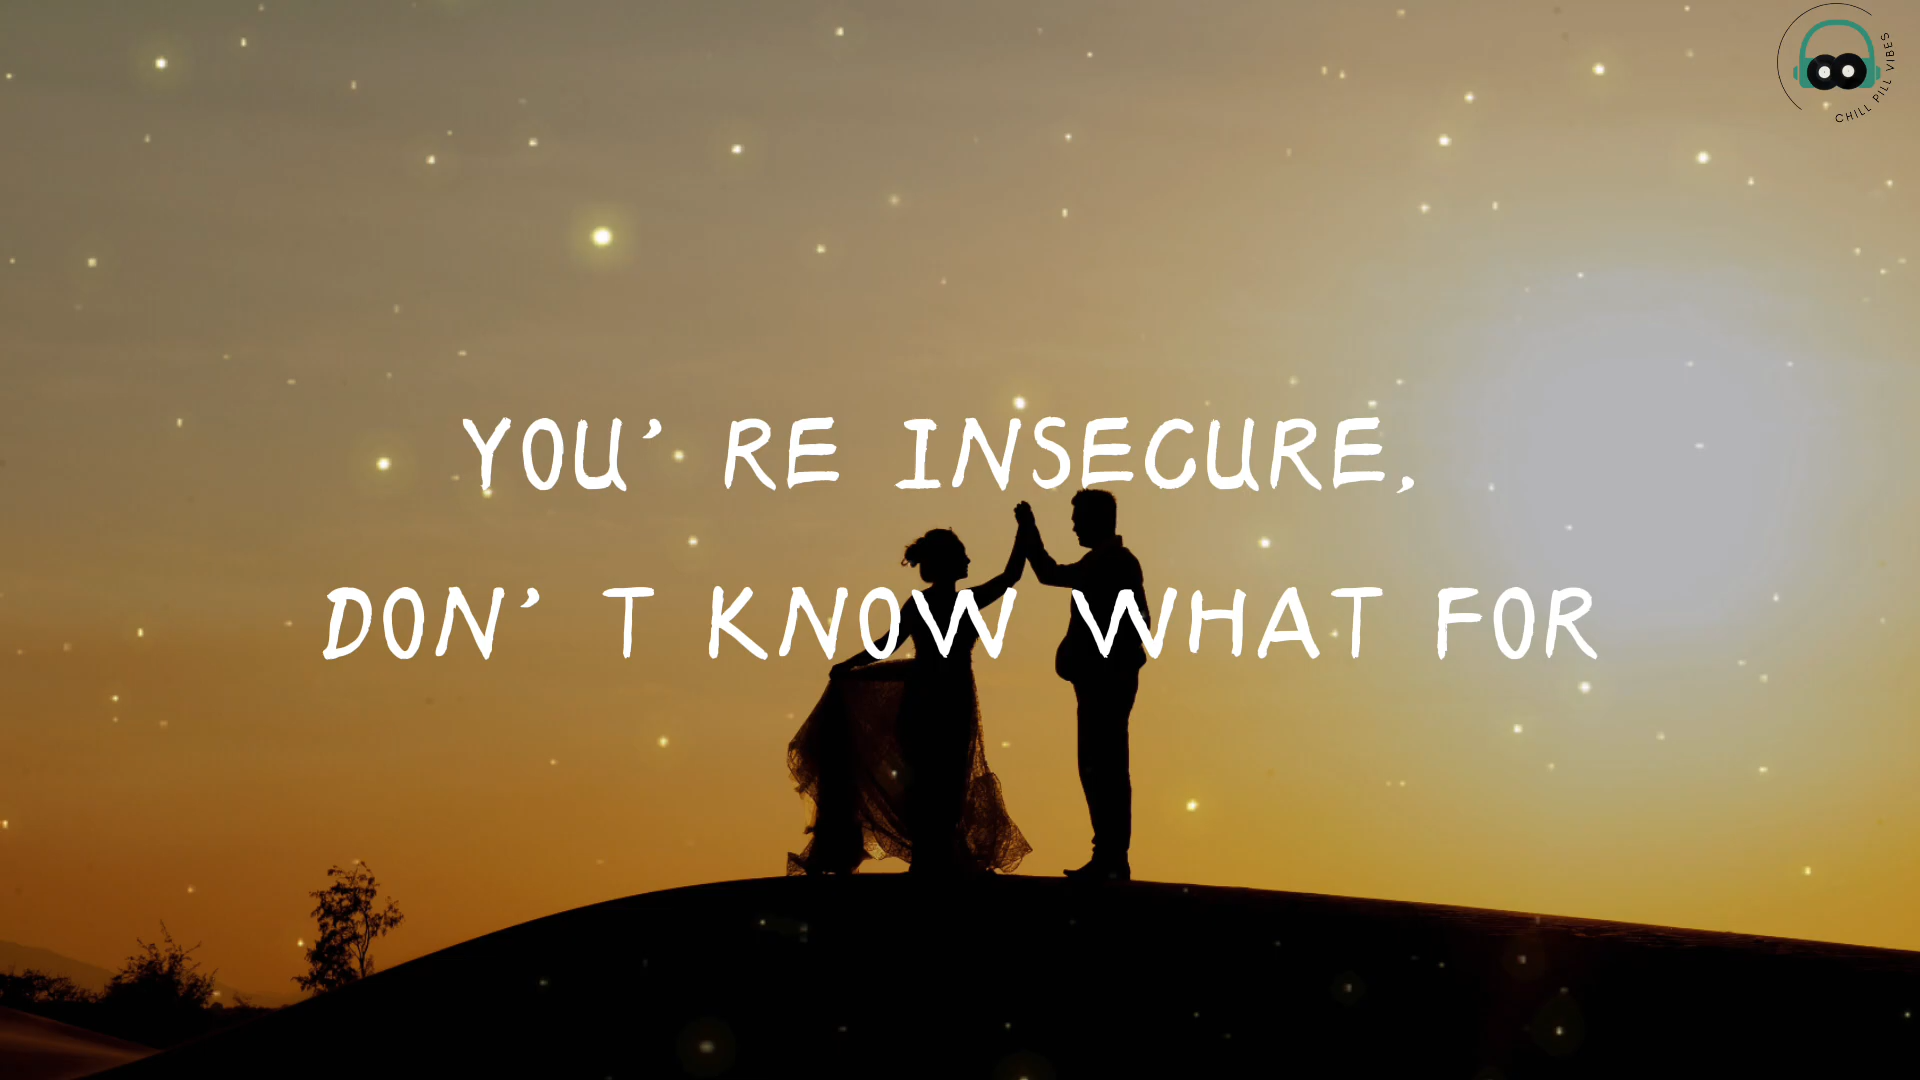 CHILL PILL VIBES
YOU’ RE INSECURE,
DON’ T KNOW WHAT FOR